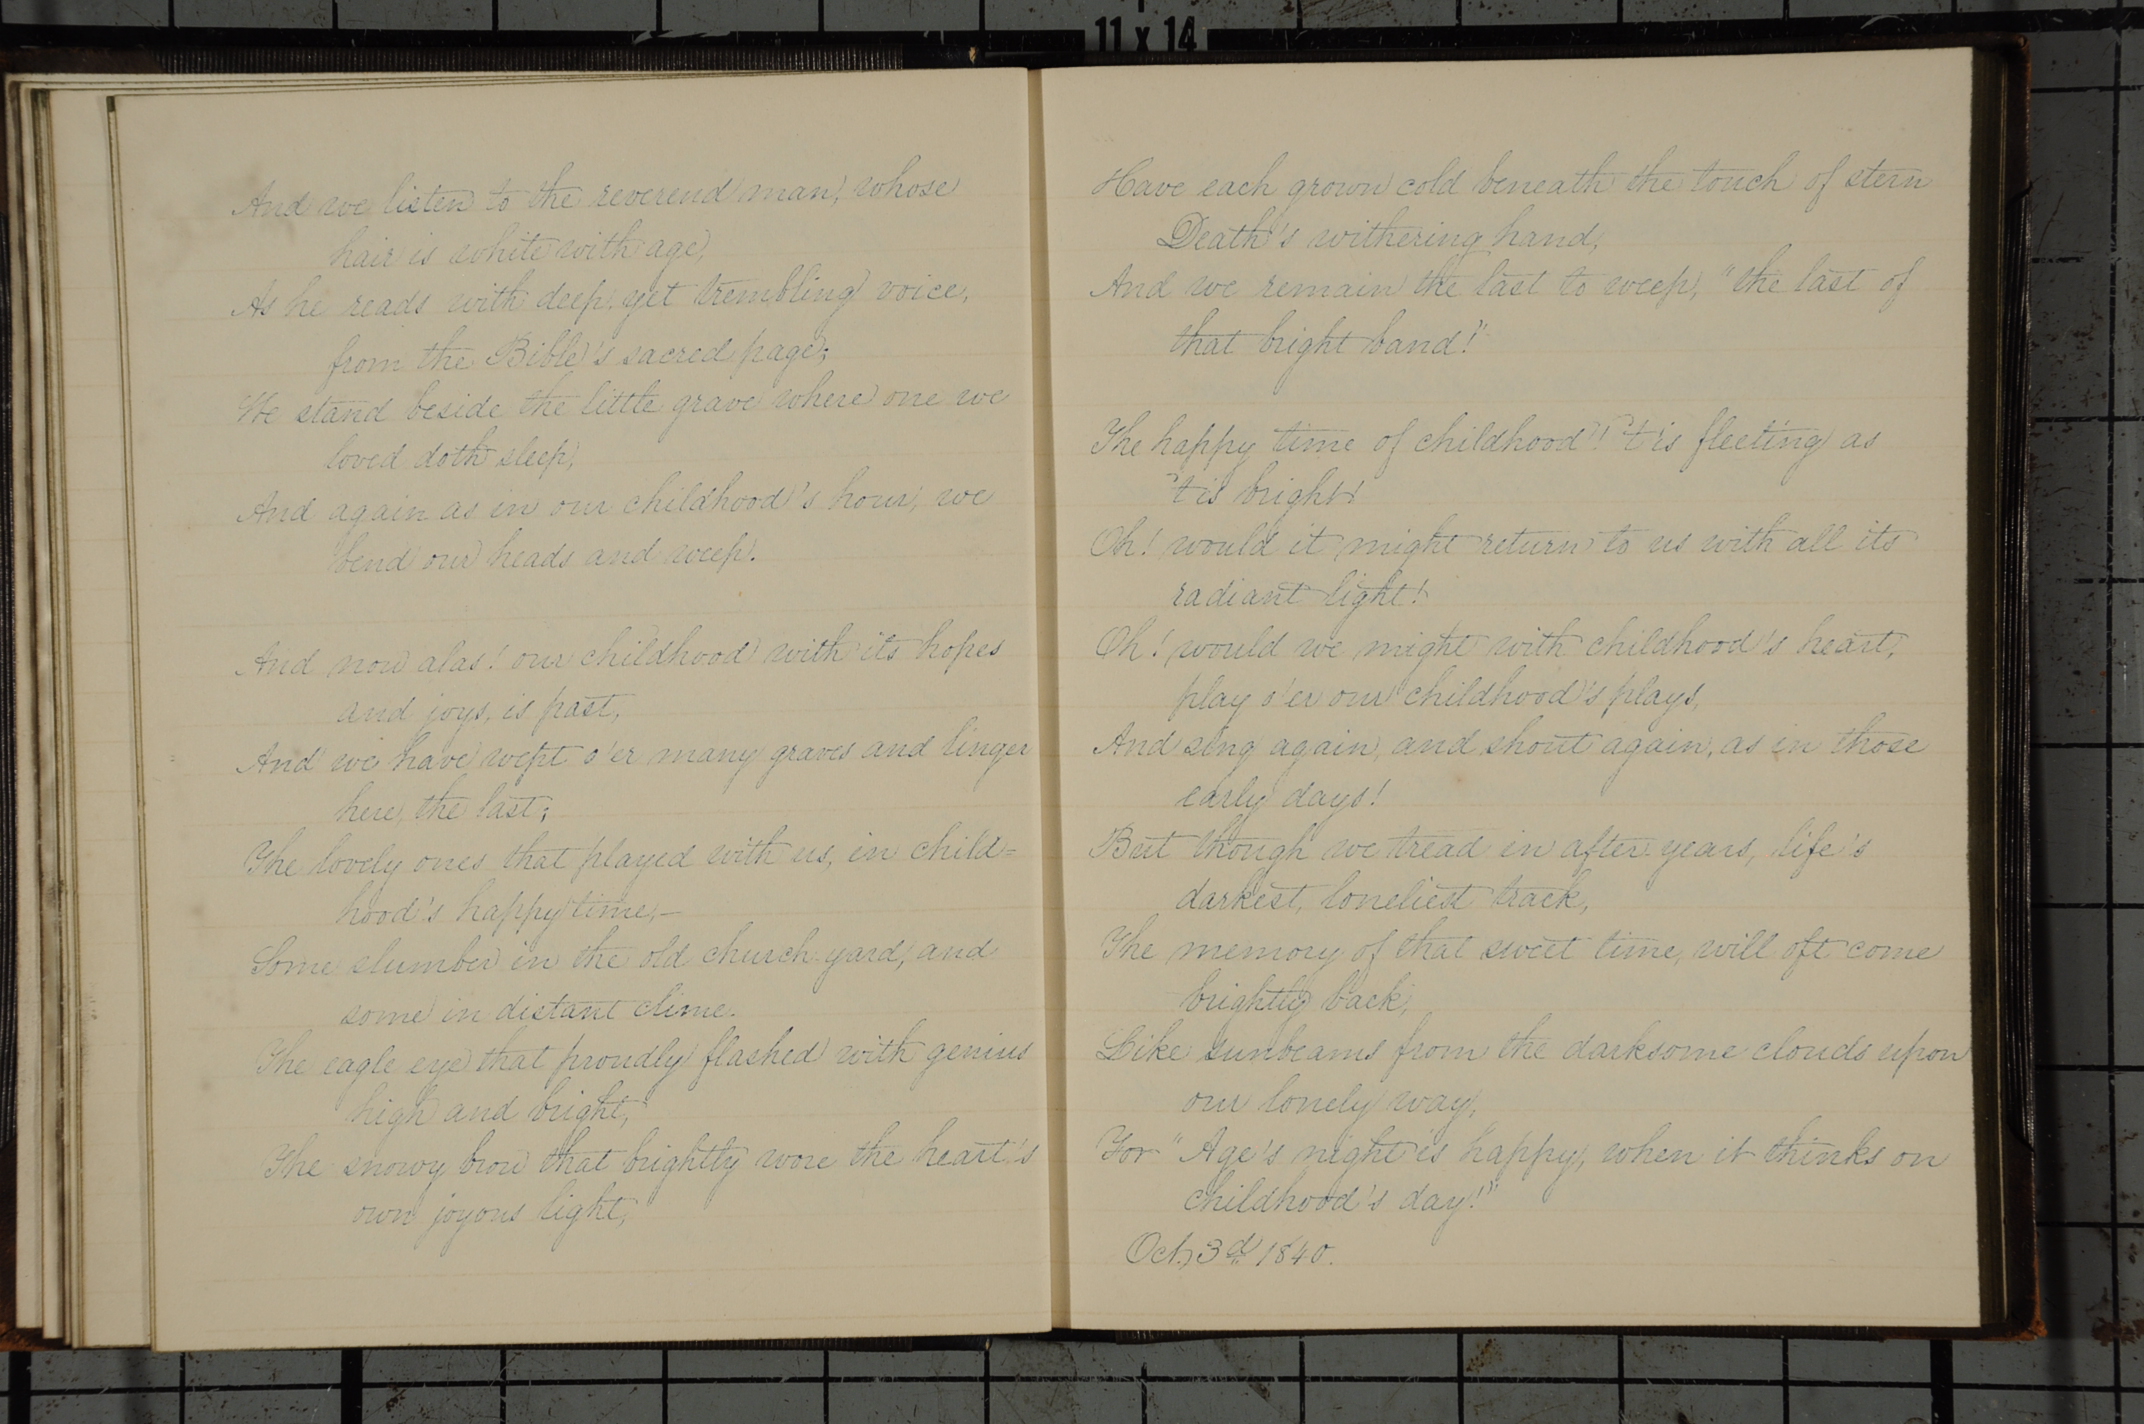 11 x 14
And we listen to the reverend man, whose
hair is white with age,
As he reads with deep, yet trembling voice,
from the Bible's sacred page;
We stand beside the little grave where one we
loved doth sleep,
And again as in our childhood's hour, we
bend our heads and weep.
And now alas! our childhood with its hopes
and joys, is past,
And we have wept o'er many graves and linger
here, the last;
The lovely ones that played with us, in child-
hood's happy time,—
Some slumber in the old church yard, and
some in distant clime.
The eagle eye that proudly flashed with genius
high and bright,
The snowy brow that brightly wore the heart's
own joyous light,
Have each grown cold beneath the touch of stern
Death's withering hand,
And we remain the last to weep, "the last of
that bright band!"
The happy time of childhood! 'tis fleeting as
'tis bright!
Oh! would it might return to us with all its
radiant light!
Oh! would we might with childhood's heart,
play o'er our childhood's plays,
And sing again, and shout again, as in those
early days!
But though we tread in after years, life's
darkest, loneliest track,
The memory of that sweet time, will oft come
brightly back,
Like sunbeams from the darksome clouds upon
our lonely way,
For "Age's night is happy, when it thinks on
childhood's day!"
Oct, 3d 1840.